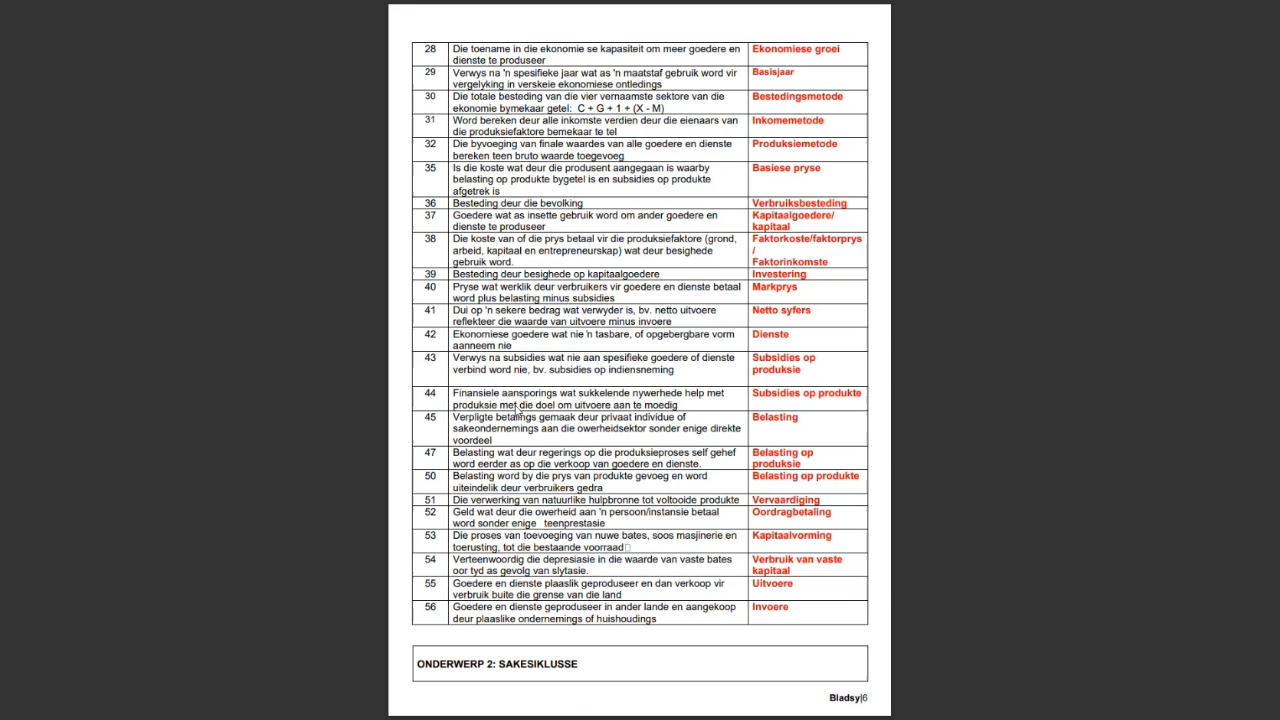 28 Die toename in die ekonomie se kapasiteit om meer goedere en Ekonomiese groei
dienste te produseer
29 Verwys na 'n spesifieke jaar wat as 'n maatstaf gebruik word vir Basisjaar
vergelyking in verskeie ekonomiese ontledings
30 Die totale besteding van die vier vernaamste sektore van die Bestedingsmetode
ekonomie bymekaar getel: C + G + 1 + (X - M)
31 Word bereken deur alle inkomste verdien deur die eienaars van Inkomemetode
die produksiefaktore bemekaar te tel
32 Die byvoeging van finale waardes van alle goedere en dienste Produksiemetode
bereken teen bruto waarde toegevoeg
35 Is die koste wat deur die produsent aangegaan is waarby Basiese pryse
belasting op produkte bygetel is en subsidies op produkte
afgetrek is
36 Besteding deur die bevolking Verbruiksbesteding
37 Goedere wat as insette gebruik word om ander goedere en Kapitaalgoedere/
dienste te produseer kapitaal
38 Die koste van of die prys betaal vir die produksiefaktore (grond, Faktorkoste/faktorprys
arbeid, kapitaal en entrepreneurskap) wat deur besighede /
gebruik word. Faktorinkomste
39 Besteding deur besighede op kapitaalgoedere Investering
40 Pryse wat werklik deur verbruikers vir goedere en dienste betaal Markprys
word plus belasting minus subsidies
41 Dui op 'n sekere bedrag wat verwyder is, bv. netto uitvoere Netto syfers
reflekteer die waarde van uitvoere minus invoere
42 Ekonomiese goedere wat nie 'n tasbare, of opgebergbare vorm Dienste
aanneem nie
43 Verwys na subsidies wat nie aan spesifieke goedere of dienste Subsidies op
verbind word nie, bv. subsidies op indiensneming produksie
44 Finansiele aansporings wat sukkelende nywerhede help met Subsidies op produkte
produksie met die doel om uitvoere aan te moedig
45 Verpligte betalings gemaak deur privaat individue of Belasting
sakeondernemings aan die owerheidsektor sonder enige direkte
voordeel
47 Belasting wat deur regerings op die produksieproses self gehef Belasting op
word eerder as op die verkoop van goedere en dienste. produksie
50 Belasting word by die prys van produkte gevoeg en word Belasting op produkte
uiteindelik deur verbruikers gedra
51 Die verwerking van natuurlike hulpbronne tot voltooide produkte Vervaardiging
52 Geld wat deur die owerheid aan 'n persoon/instansie betaal Oordragbetaling
word sonder enige teenprestasie
53 Die proses van toevoeging van nuwe bates, soos masjinerie en Kapitaalvorming
toerusting, tot die bestaande voorraad
54 Verteenwoordig die depresiasie in die waarde van vaste bates Verbruik van vaste
oor tyd as gevolg van slytasie. kapitaal
55 Goedere en dienste plaaslik geproduseer en dan verkoop vir Uitvoere
verbruik buite die grense van die land
56 Goedere en dienste geproduseer in ander lande en aangekoop Invoere
deur plaaslike ondernemings of huishoudings
ONDERWERP 2: SAKESIKLUSSE
Bladsy|6